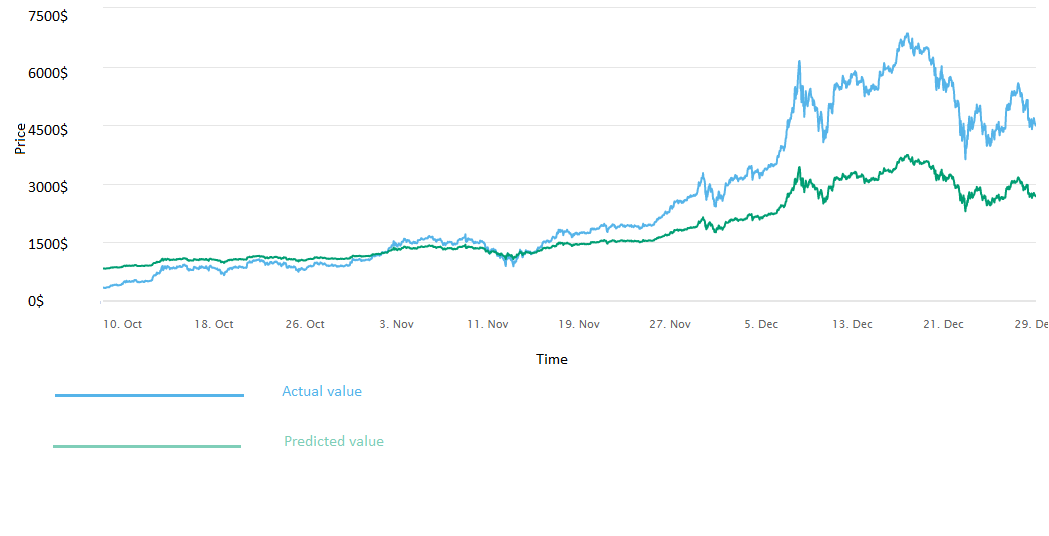 7500$
6000$
Price
4500$
3000$
1500$
0$
10. Oct 18. Oct 26. Oct 3. Nov 11. Nov 19. Nov 27. Nov 5. Dec 13. Dec 21. Dec 29. De
Time
Actual value
Predicted value